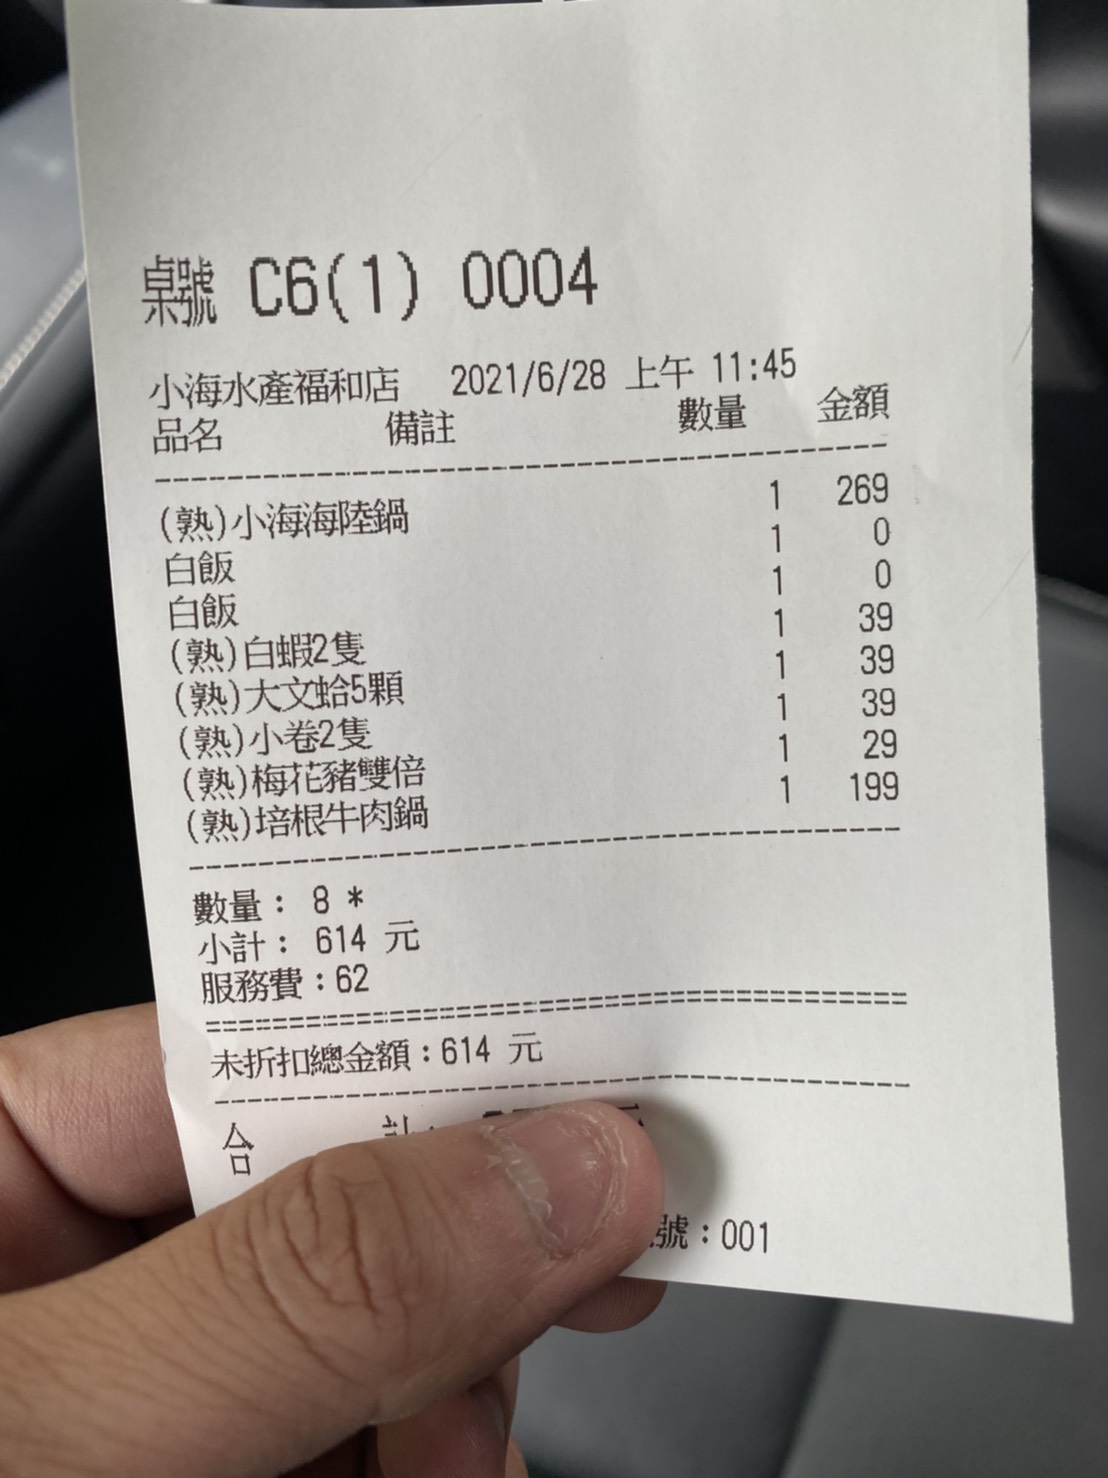 桌號 C6(1) 0004
小海水產福和店 2021/6/28 上午 11:45
品名 備註 數量 金額
(熟)小海海陸鍋 1 269
白飯 1 0
白飯 1 0
(熟)白蝦2隻 1 39
(熟)大文蛤5顆 1 39
(熟)小卷2隻 1 39
(熟)梅花豬雙倍 1 29
(熟)培根牛肉鍋 1 199
數量: 8 *
小計: 614 元
服務費:62
未折扣總金額:614 元
合 計:
號:001